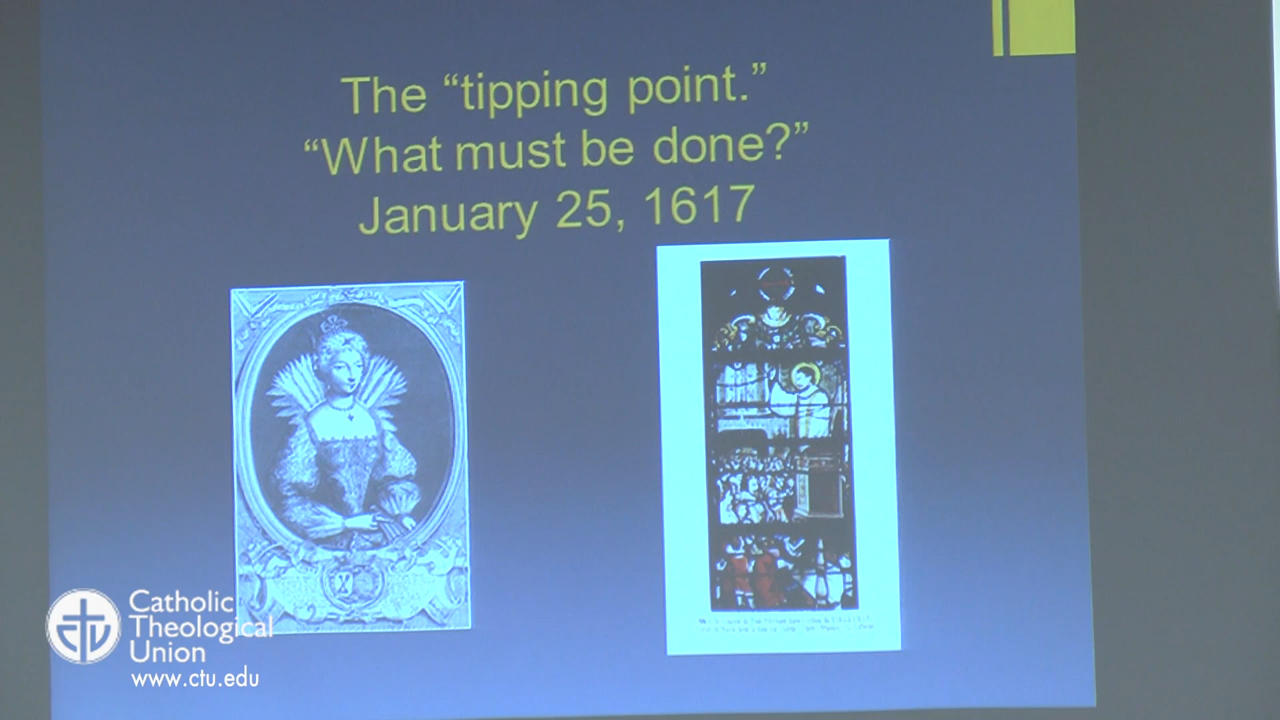 The “tipping point.”
“What must be done?”
January 25, 1617
Catholic
Theological
Union
www.ctu.edu